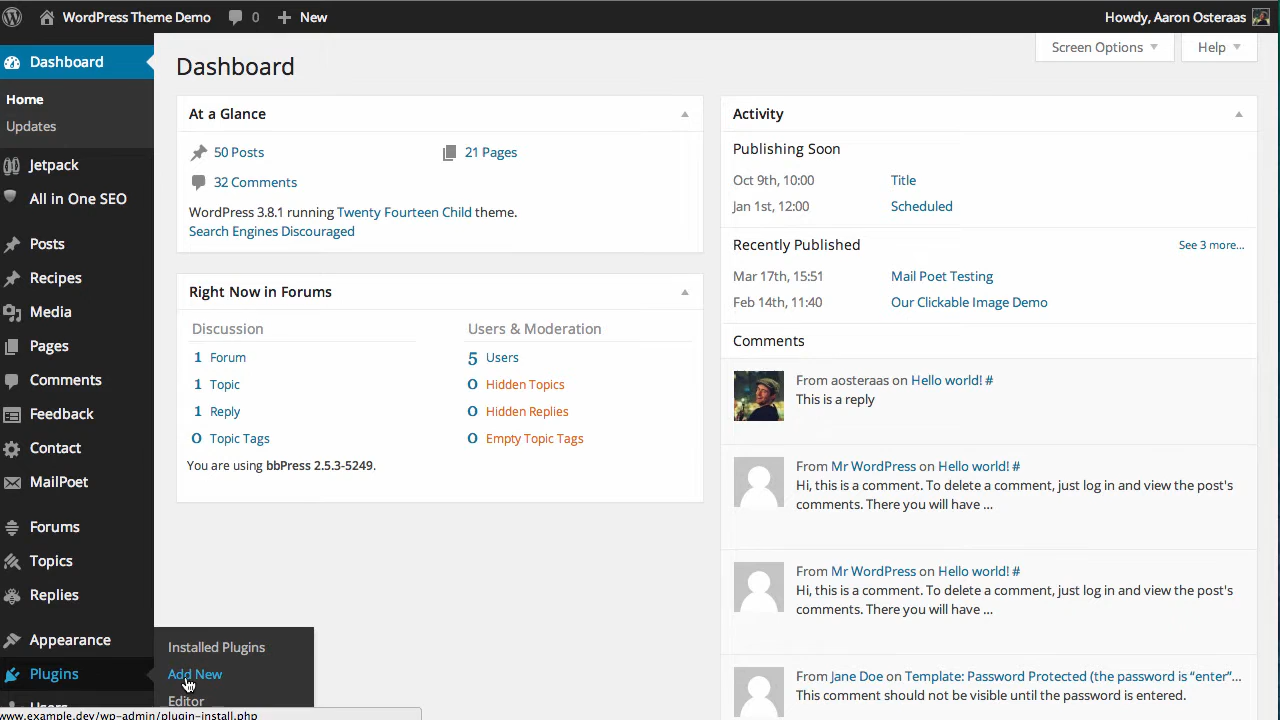 WordPress Theme Demo 0 New Howdy, Aaron Osteraas
Screen Options Help
Dashboard
Home
Updates
Jetpack
All in One SEO
Posts
Recipes
Media
Pages
Comments
Feedback
Contact
MailPoet
Forums
Topics
Replies
Appearance
Plugins
Installed Plugins
Add New
Editor
www.example.dev/wp-admin/plugin-install.php
Dashboard
At a Glance
50 Posts 21 Pages
32 Comments
WordPress 3.8.1 running Twenty Fourteen Child theme.
Search Engines Discouraged
Right Now in Forums
Discussion Users & Moderation
1 Forum 5 Users
1 Topic 0 Hidden Topics
1 Reply 0 Hidden Replies
0 Topic Tags 0 Empty Topic Tags
You are using bbPress 2.5.3-5249.
Activity
Publishing Soon
Oct 9th, 10:00 Title
Jan 1st, 12:00 Scheduled
Recently Published See 3 more...
Mar 17th, 15:51 Mail Poet Testing
Feb 14th, 11:40 Our Clickable Image Demo
Comments
From aosteraas on Hello world! #
This is a reply
From Mr WordPress on Hello world! #
Hi, this is a comment. To delete a comment, just log in and view the post's
comments. There you will have ...
From Mr WordPress on Hello world! #
Hi, this is a comment. To delete a comment, just log in and view the post's
comments. There you will have ...
From Jane Doe on Template: Password Protected (the password is “enter”...
This comment should not be visible until the password is entered.